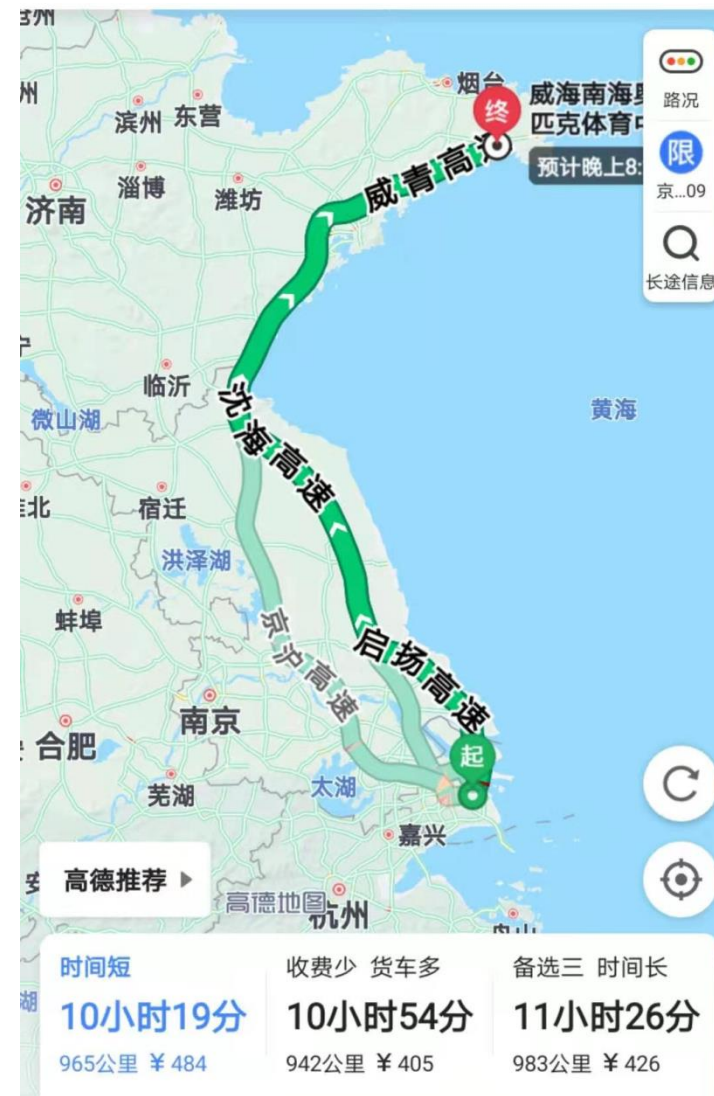 州
烟台
威海南海奥
匹克体育中
终
路况
州
滨州
东营
预计晚上8:
限
京...09
淄博
潍坊
威青高速
济南
长途信息
临沂
沈海高速
微山湖
黄海
北
宿迁
洪泽湖
蚌埠
京沪高速
启扬高速
南京
合肥
起
芜湖
太湖
嘉兴
安
高德推荐
高德地图
杭州
舟山
湖
时间短
10小时19分
965公里 ¥ 484
收费少 货车多
10小时54分
942公里 ¥ 405
备选三 时间长
11小时26分
983公里 ¥ 426